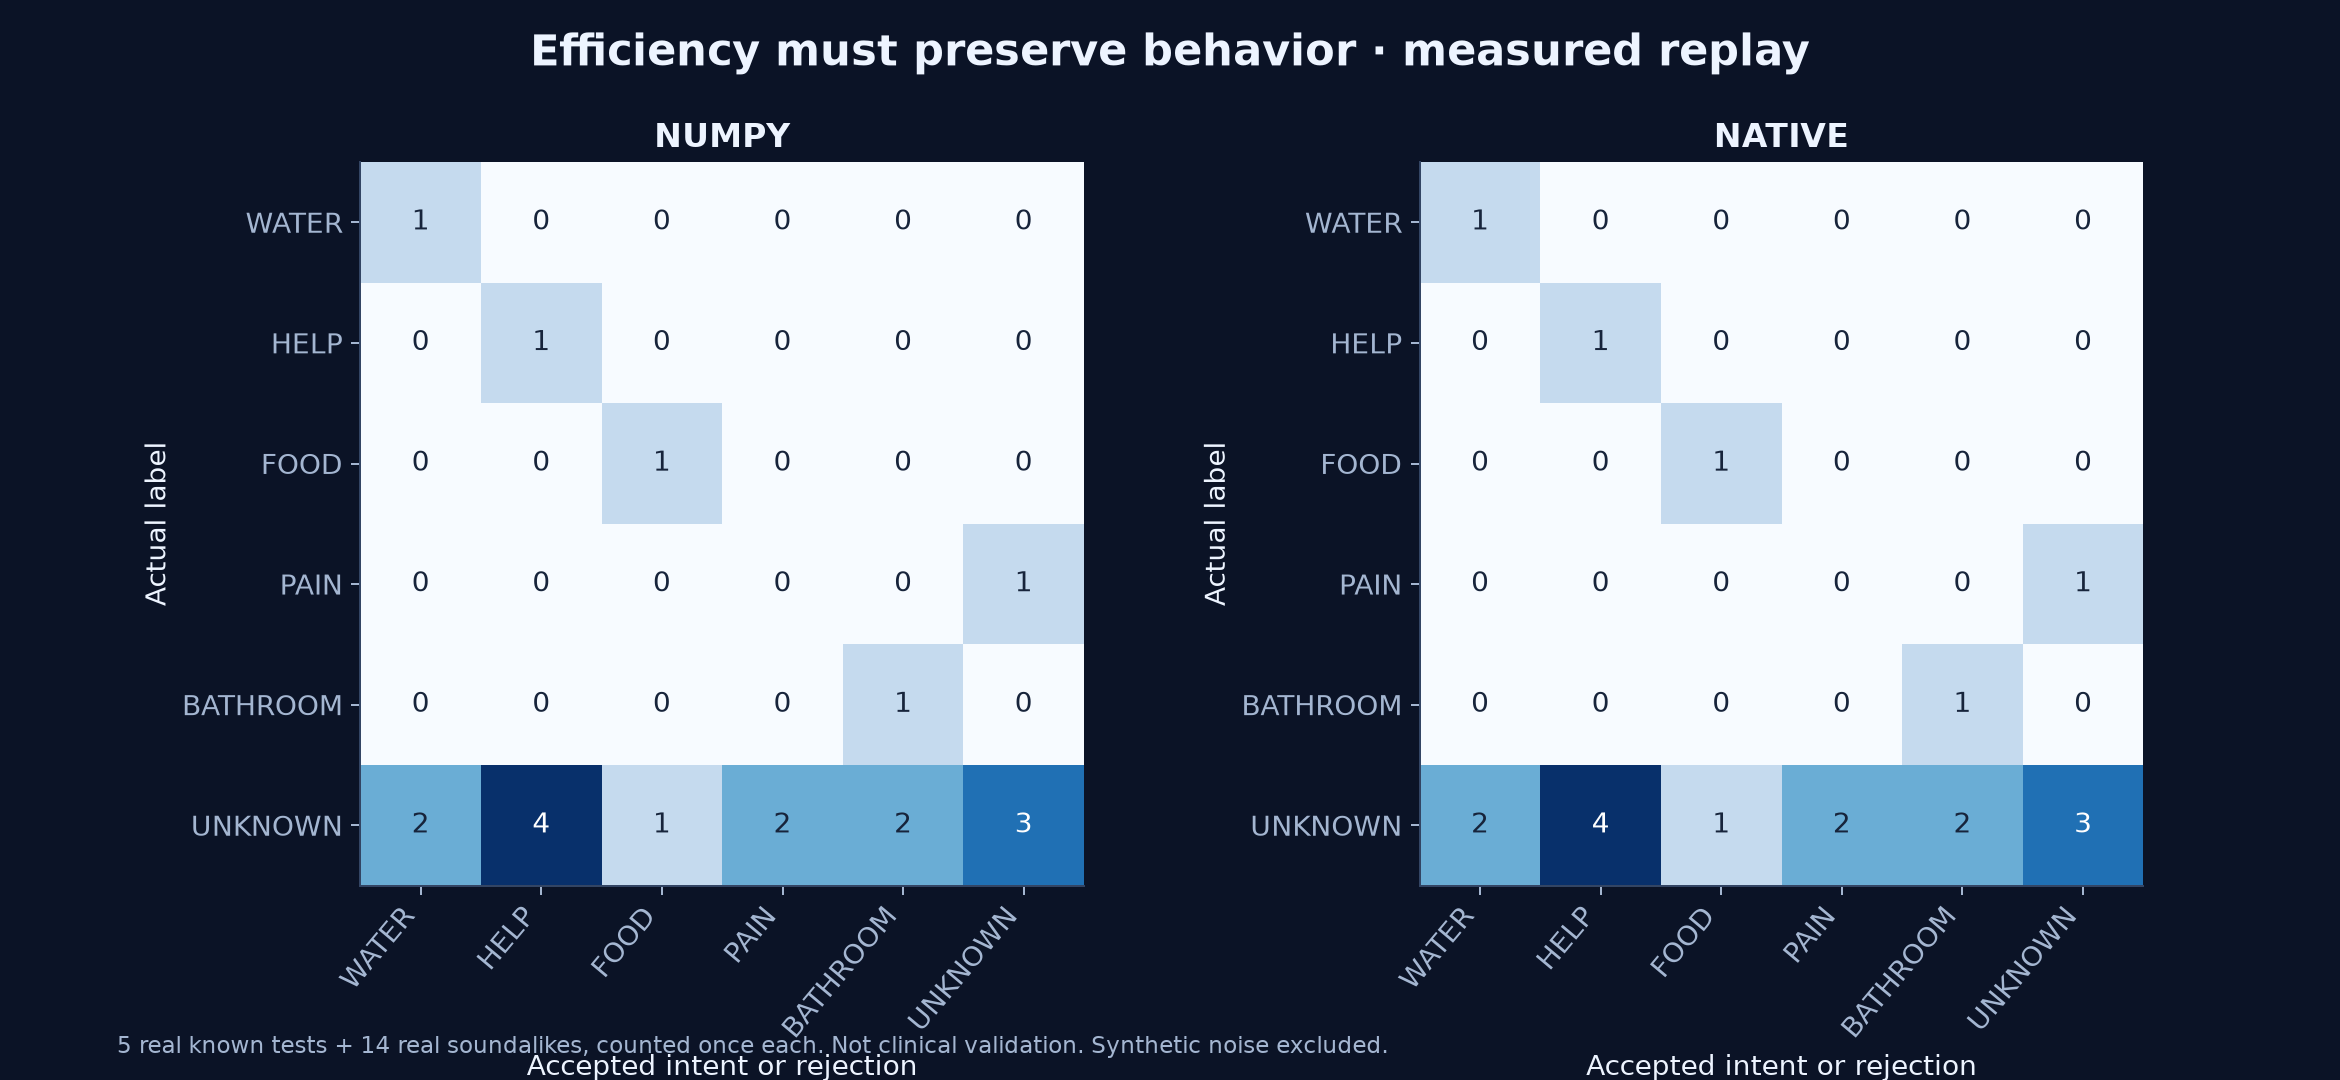 Efficiency must preserve behavior · measured replay
NUMPY
Actual label
WATER 1 0 0 0 0 0
HELP 0 1 0 0 0 0
FOOD 0 0 1 0 0 0
PAIN 0 0 0 0 0 1
BATHROOM 0 0 0 0 1 0
UNKNOWN 2 4 1 2 2 3
WATER HELP FOOD PAIN BATHROOM UNKNOWN
Accepted intent or rejection
NATIVE
Actual label
WATER 1 0 0 0 0 0
HELP 0 1 0 0 0 0
FOOD 0 0 1 0 0 0
PAIN 0 0 0 0 0 1
BATHROOM 0 0 0 0 1 0
UNKNOWN 2 4 1 2 2 3
WATER HELP FOOD PAIN BATHROOM UNKNOWN
Accepted intent or rejection
5 real known tests + 14 real soundalikes, counted once each. Not clinical validation. Synthetic noise excluded.